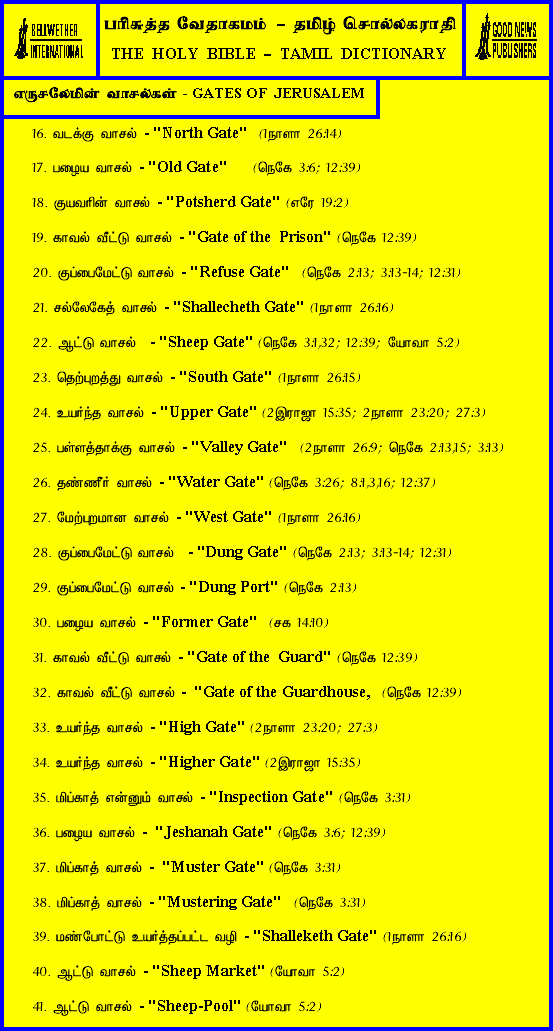 BELLWETHER INTERNATIONAL
பரிசுத்த வேதாகமம் – தமிழ் சொல்லகராதி
THE HOLY BIBLE – TAMIL DICTIONARY
GOOD NEWS PUBLISHERS
எருசலேமின் வாசல்கள் - GATES OF JERUSALEM
16. வடக்கு வாசல் - "North Gate" (1நாளா 26:14)
17. பழைய வாசல் - "Old Gate" (நெகே 3:6; 12:39)
18. குயவரின் வாசல் - "Potsherd Gate" (எரே 19:2)
19. காவல் வீட்டு வாசல் - "Gate of the Prison" (நெகே 12:39)
20. குப்பைமேட்டு வாசல் - "Refuse Gate" (நெகே 2:13; 3:13-14; 12:31)
21. சல்லேகேத் வாசல் - "Shallecheth Gate" (1நாளா 26:16)
22. ஆட்டு வாசல் - "Sheep Gate" (நெகே 3:1,32; 12:39; யோவா 5:2)
23. தெற்புறத்து வாசல் - "South Gate" (1நாளா 26:15)
24. உயர்ந்த வாசல் - "Upper Gate" (2இராஜா 15:35; 2நாளா 23:20; 27:3)
25. பள்ளத்தாக்கு வாசல் - "Valley Gate" (2நாளா 26:9; நெகே 2:13,15; 3:13)
26. தண்ணீர் வாசல் - "Water Gate" (நெகே 3:26; 8:1,3,16; 12:37)
27. மேற்புறமான வாசல் - "West Gate" (1நாளா 26:16)
28. குப்பைமேட்டு வாசல் - "Dung Gate" (நெகே 2:13; 3:13-14; 12:31)
29. குப்பைமேட்டு வாசல் - "Dung Port" (நெகே 2:13)
30. பழைய வாசல் - "Former Gate" (சக 14:10)
31. காவல் வீட்டு வாசல் - "Gate of the Guard" (நெகே 12:39)
32. காவல் வீட்டு வாசல் - "Gate of the Guardhouse, (நெகே 12:39)
33. உயர்ந்த வாசல் - "High Gate" (2நாளா 23:20; 27:3)
34. உயர்ந்த வாசல் - "Higher Gate" (2இராஜா 15:35)
35. மிப்காத் என்னும் வாசல் - "Inspection Gate" (நெகே 3:31)
36. பழைய வாசல் - "Jeshanah Gate" (நெகே 3:6; 12:39)
37. மிப்காத் வாசல் - "Muster Gate" (நெகே 3:31)
38. மிப்காத் வாசல் - "Mustering Gate" (நெகே 3:31)
39. மண்போட்டு உயர்த்தப்பட்ட வழி - "Shalleketh Gate" (1நாளா 26:16)
40. ஆட்டு வாசல் - "Sheep Market" (யோவா 5:2)
41. ஆட்டு வாசல் - "Sheep-Pool" (யோவா 5:2)